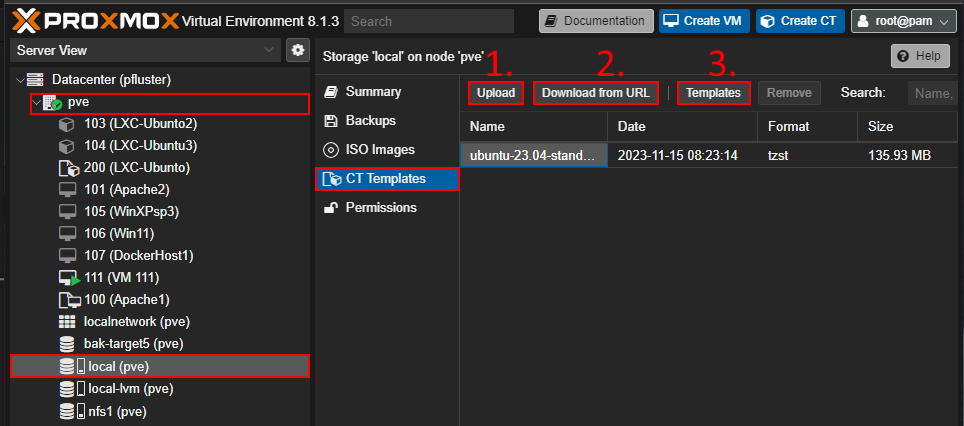 PROXMOX Virtual Environment 8.1.3 Search Documentation Create VM Create CT root@pam
Server View
Storage 'local' on node 'pve' Help
Datacenter (pfluster)
pve
103 (LXC-Ubunto2)
104 (LXC-Ubuntu3)
200 (LXC-Ubunto)
101 (Apache2)
105 (WinXPsp3)
106 (Win11)
107 (DockerHost1)
111 (VM 111)
100 (Apache1)
localnetwork (pve)
bak-target5 (pve)
local (pve)
local-lvm (pve)
nfs1 (pve)
Summary
Backups
ISO Images
CT Templates
Permissions
1. 2. 3.
Upload Download from URL Templates Remove Search: Name,
Name Date Format Size
ubuntu-23.04-stand... 2023-11-15 08:23:14 tzst 135.93 MB